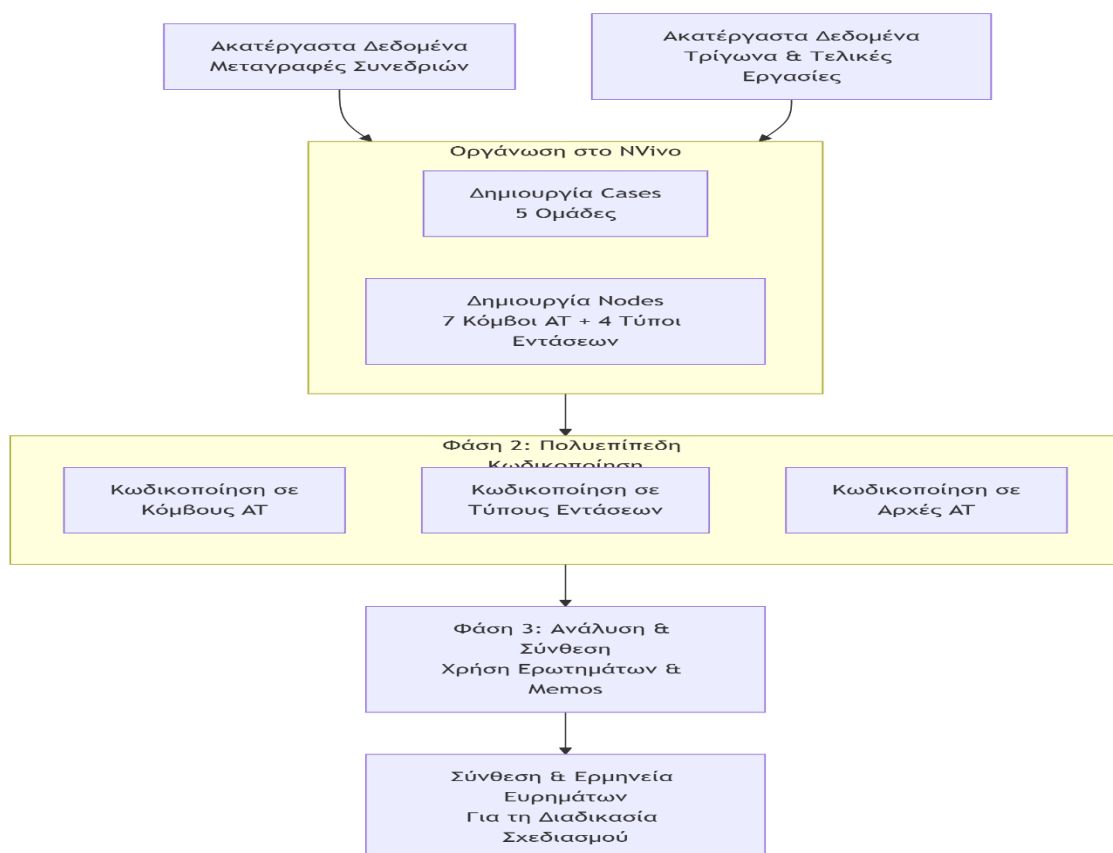 Ακατέργαστα Δεδομένα
Μεταγραφές Συνεδριών
Ακατέργαστα Δεδομένα
Τρίγωνα & Τελικές
Εργασίες
Οργάνωση στο NVivo
Δημιουργία Cases
5 Ομάδες
Δημιουργία Nodes
7 Κόμβοι ΑΤ + 4 Τύποι
Εντάσεων
Φάση 2: Πολυεπίπεδη
Κωδικοποίηση
Κωδικοποίηση σε
Κόμβους ΑΤ
Κωδικοποίηση σε
Τύπους Εντάσεων
Κωδικοποίηση σε
Αρχές ΑΤ
Φάση 3: Ανάλυση &
Σύνθεση
Χρήση Ερωτημάτων &
Memos
Σύνθεση & Ερμηνεία
Ευρημάτων
Για τη Διαδικασία
Σχεδιασμού